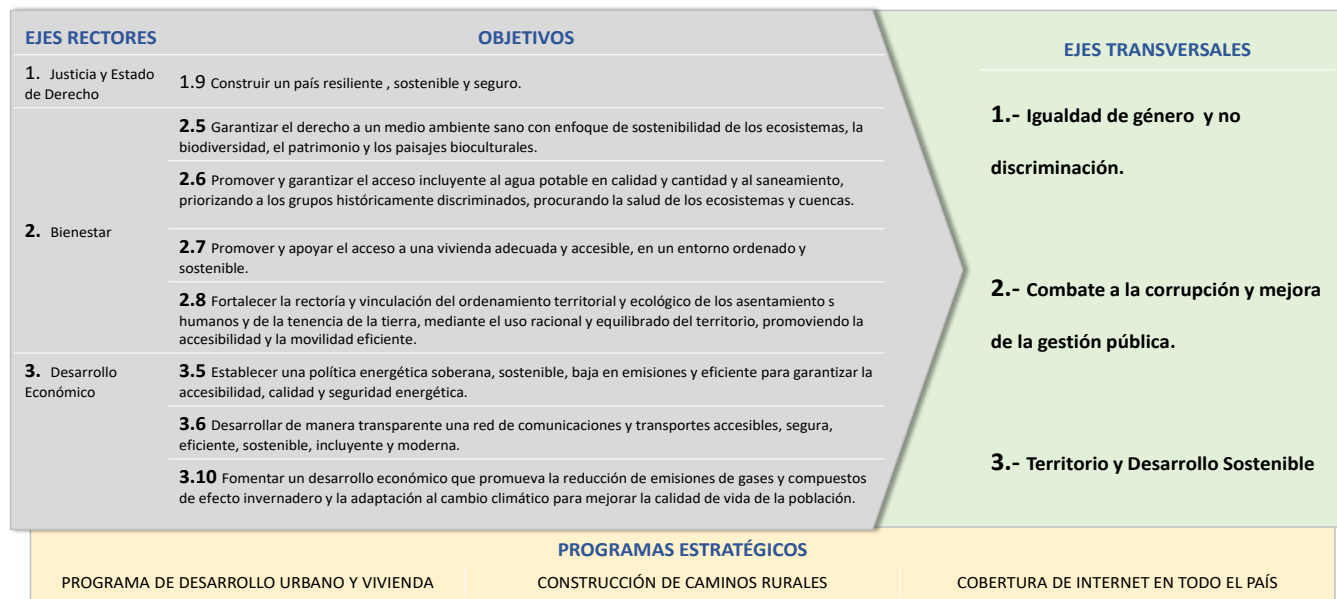 EJES RECTORES
OBJETIVOS
1. Justicia y Estado
de Derecho
1.9 Construir un país resiliente , sostenible y seguro.
2. Bienestar
2.5 Garantizar el derecho a un medio ambiente sano con enfoque de sostenibilidad de los ecosistemas, la
biodiversidad, el patrimonio y los paisajes bioculturales.
2.6 Promover y garantizar el acceso incluyente al agua potable en calidad y cantidad y al saneamiento,
priorizando a los grupos históricamente discriminados, procurando la salud de los ecosistemas y cuencas.
2.7 Promover y apoyar el acceso a una vivienda adecuada y accesible, en un entorno ordenado y
sostenible.
2.8 Fortalecer la rectoría y vinculación del ordenamiento territorial y ecológico de los asentamiento s
humanos y de la tenencia de la tierra, mediante el uso racional y equilibrado del territorio, promoviendo la
accesibilidad y la movilidad eficiente.
3. Desarrollo
Económico
3.5 Establecer una política energética soberana, sostenible, baja en emisiones y eficiente para garantizar la
accesibilidad, calidad y seguridad energética.
3.6 Desarrollar de manera transparente una red de comunicaciones y transportes accesibles, segura,
eficiente, sostenible, incluyente y moderna.
3.10 Fomentar un desarrollo económico que promueva la reducción de emisiones de gases y compuestos
de efecto invernadero y la adaptación al cambio climático para mejorar la calidad de vida de la población.
EJES TRANSVERSALES
1.- Igualdad de género y no
discriminación.
2.- Combate a la corrupción y mejora
de la gestión pública.
3.- Territorio y Desarrollo Sostenible
PROGRAMAS ESTRATÉGICOS
PROGRAMA DE DESARROLLO URBANO Y VIVIENDA
CONSTRUCCIÓN DE CAMINOS RURALES
COBERTURA DE INTERNET EN TODO EL PAÍS